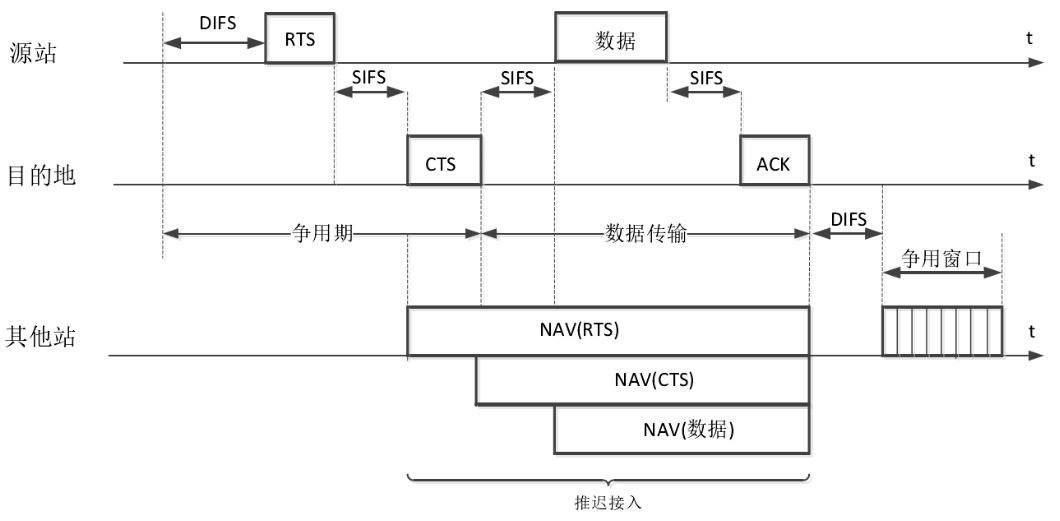 DIFS
RTS
数据
t
源站
SIFS
SIFS
SIFS
CTS
ACK
t
目的地
争用期
数据传输
DIFS
争用窗口
其他站
NAV(RTS)
t
NAV(CTS)
NAV(数据)
推迟接入